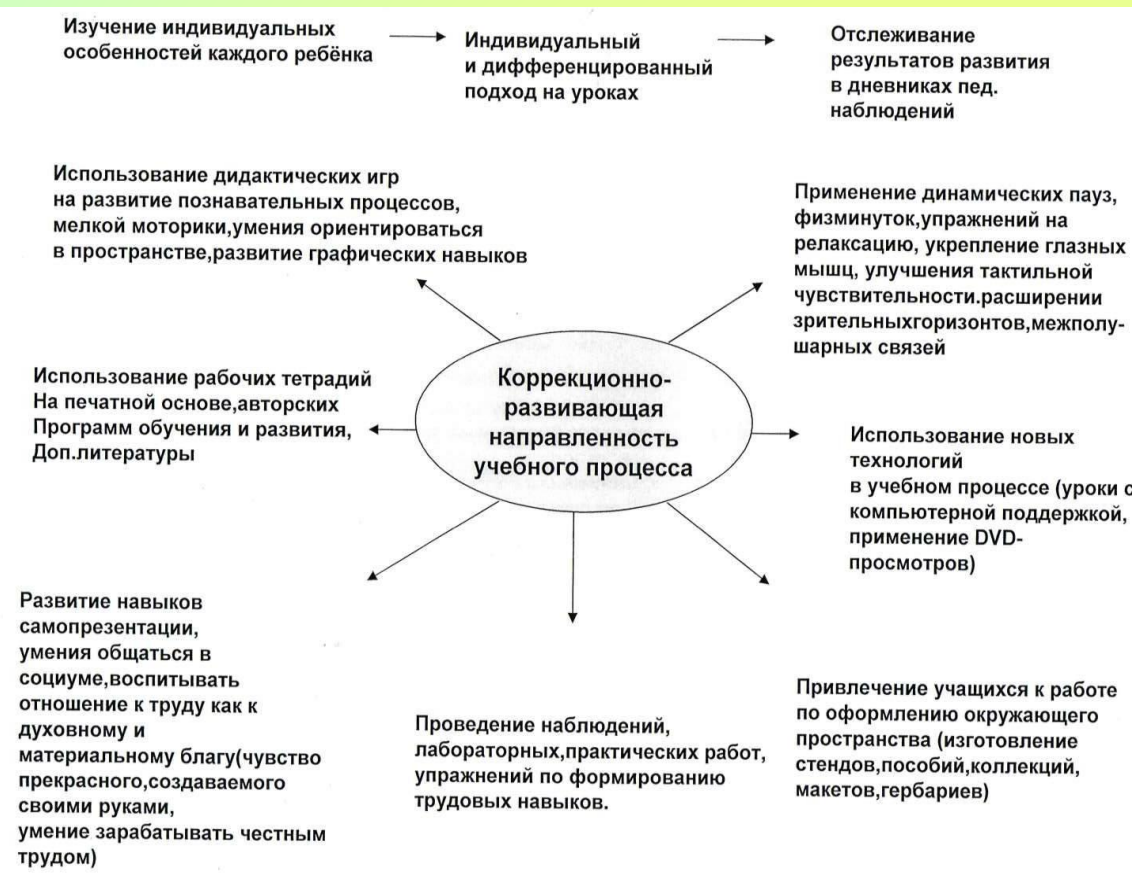 Изучение индивидуальных
особенностей каждого ребёнка
Индивидуальный
и дифференцированный
подход на уроках
Отслеживание
результатов развития
в дневниках пед.
наблюдений
Использование дидактических игр
на развитие познавательных процессов,
мелкой моторики,умения ориентироваться
в пространстве,развитие графических навыков
Применение динамических пауз,
физминуток,упражнений на
релаксацию, укрепление глазных
мышц, улучшения тактильной
чувствительности.расширении
зрительныхгоризонтов,межполу-
шарных связей
Использование рабочих тетрадий
На печатной основе,авторских
Программ обучения и развития,
Доп.литературы
Коррекционно-
развивающая
направленность
учебного процесса
Использование новых
технологий
в учебном процессе (уроки с
компьютерной поддержкой,
применение DVD-
просмотров)
Развитие навыков
самопрезентации,
умения общаться в
социуме,воспитывать
отношение к труду как к
духовному и
материальному благу(чувство
прекрасного,создаваемого
своими руками,
умение зарабатывать честным
трудом)
Проведение наблюдений,
лабораторных,практических работ,
упражнений по формированию
трудовых навыков.
Привлечение учащихся к работе
по оформлению окружающего
пространства (изготовление
стендов,пособий,коллекций,
макетов,гербариев)